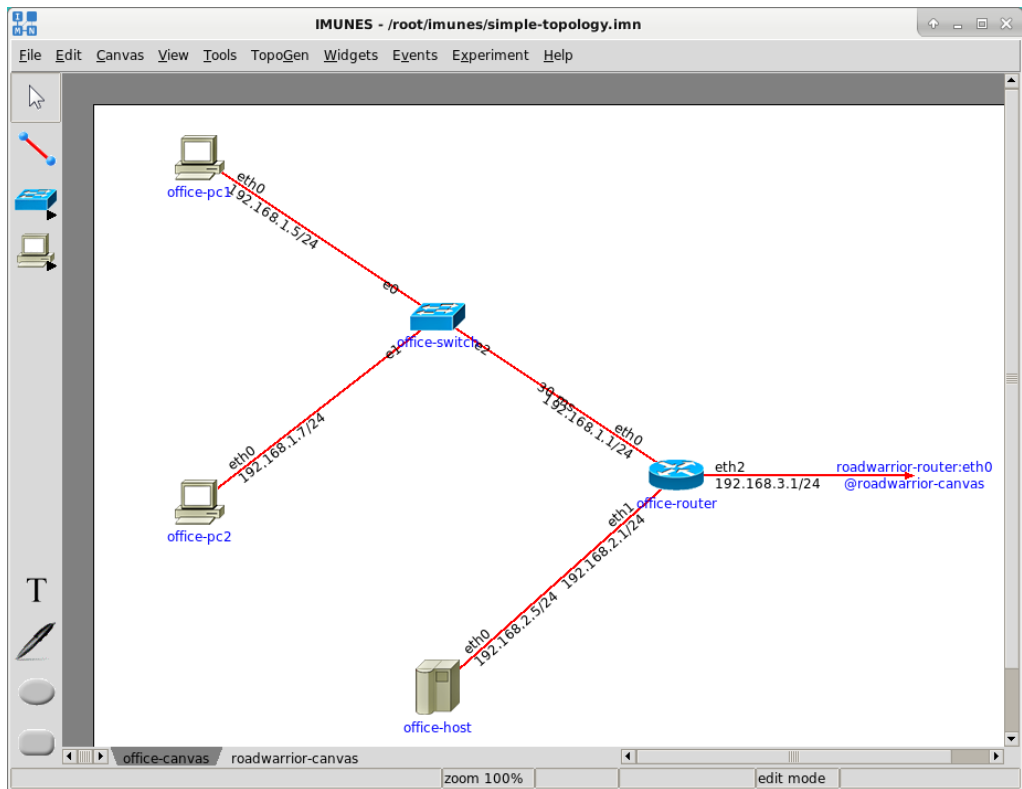 IMUNES - /root/imunes/simple-topology.imn
File Edit Canvas View Tools TopoGen Widgets Events Experiment Help
office-pc1
eth0
192.168.1.5/24
e0
office-switch
e1
e2
30 ms
192.168.1.1/24
eth0
192.168.1.7/24
eth0
office-pc2
eth2
192.168.3.1/24
roadwarrior-router:eth0
@roadwarrior-canvas
office-router
eth1
192.168.2.1/24
192.168.2.5/24
eth0
office-host
T
office-canvas roadwarrior-canvas
zoom 100% edit mode